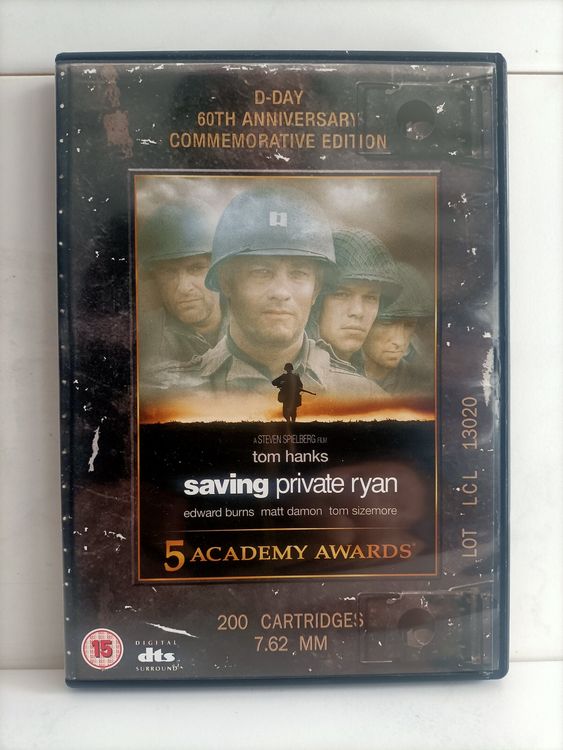 D-DAY
60TH ANNIVERSARY
COMMEMORATIVE EDITION
A STEVEN SPIELBERG FILM
tom hanks
saving private ryan
edward burns matt damon tom sizemore
5 ACADEMY AWARDS®
LOT LCL 13020
200 CARTRIDGES
7.62 MM
15
DIGITAL
dts
SURROUND